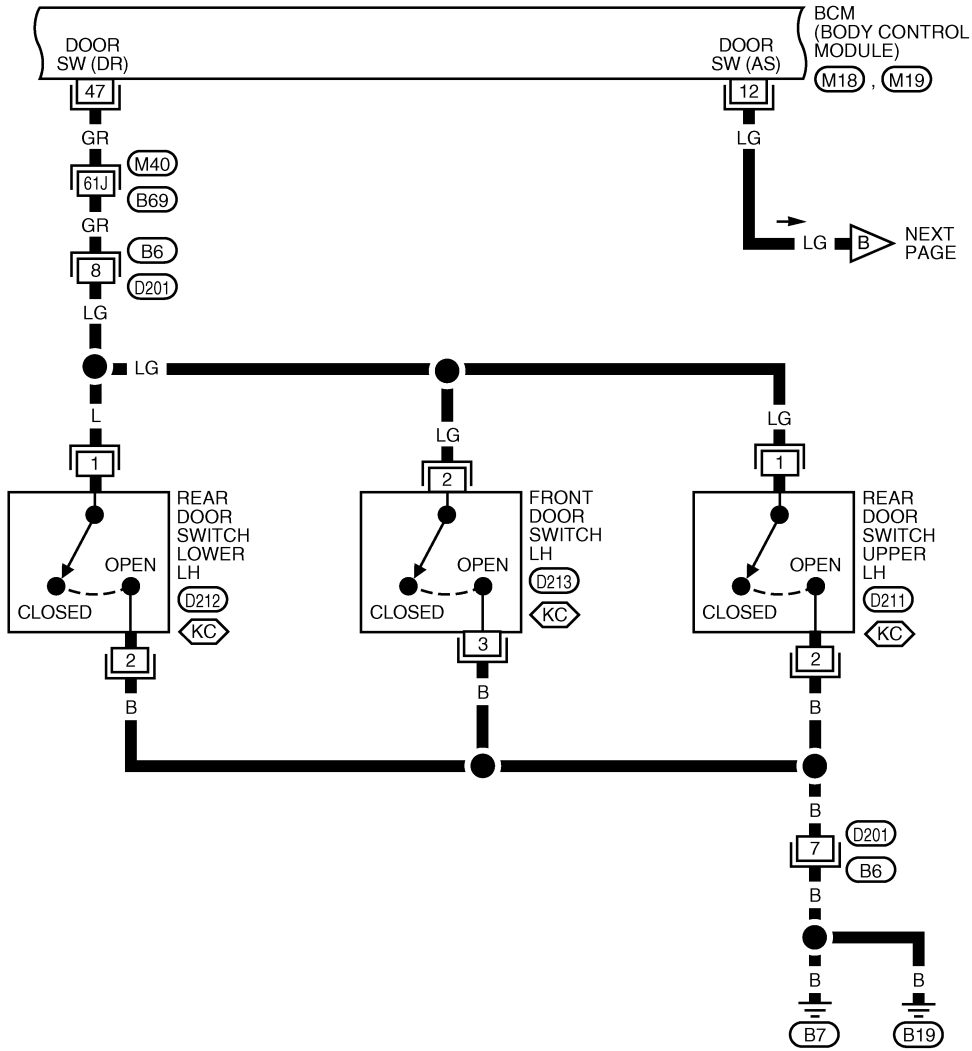 BCM
(BODY CONTROL
MODULE)
M18 , M19
DOOR
SW (DR)
DOOR
SW (AS)
47
12
GR
LG
61J
M40
B69
GR
LG
B
NEXT
PAGE
8
B6
D201
LG
LG
L
LG
LG
1
2
1
REAR
DOOR
SWITCH
LOWER
LH
D212
KC
OPEN
CLOSED
FRONT
DOOR
SWITCH
LH
D213
KC
OPEN
CLOSED
REAR
DOOR
SWITCH
UPPER
LH
D211
KC
OPEN
CLOSED
2
3
2
B
B
B
B
7
D201
B6
B
B
B
B7
B19